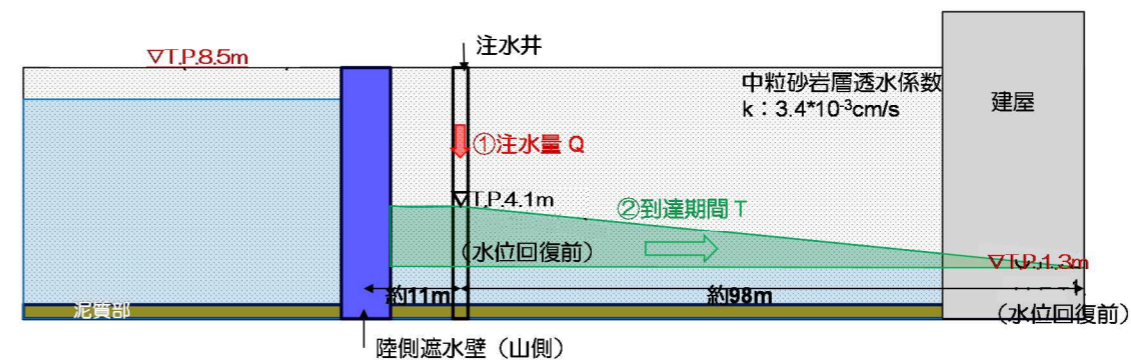 ▽T.P.8.5m
注水井
中粒砂岩層透水係数
k：3.4*10-3cm/s
建屋
①注水量 Q
▽T.P.4.1m
②到達期間 T
（水位回復前）
▽T.P.1.3m
約11m
約98m
泥質部
（水位回復前）
陸側遮水壁（山側）